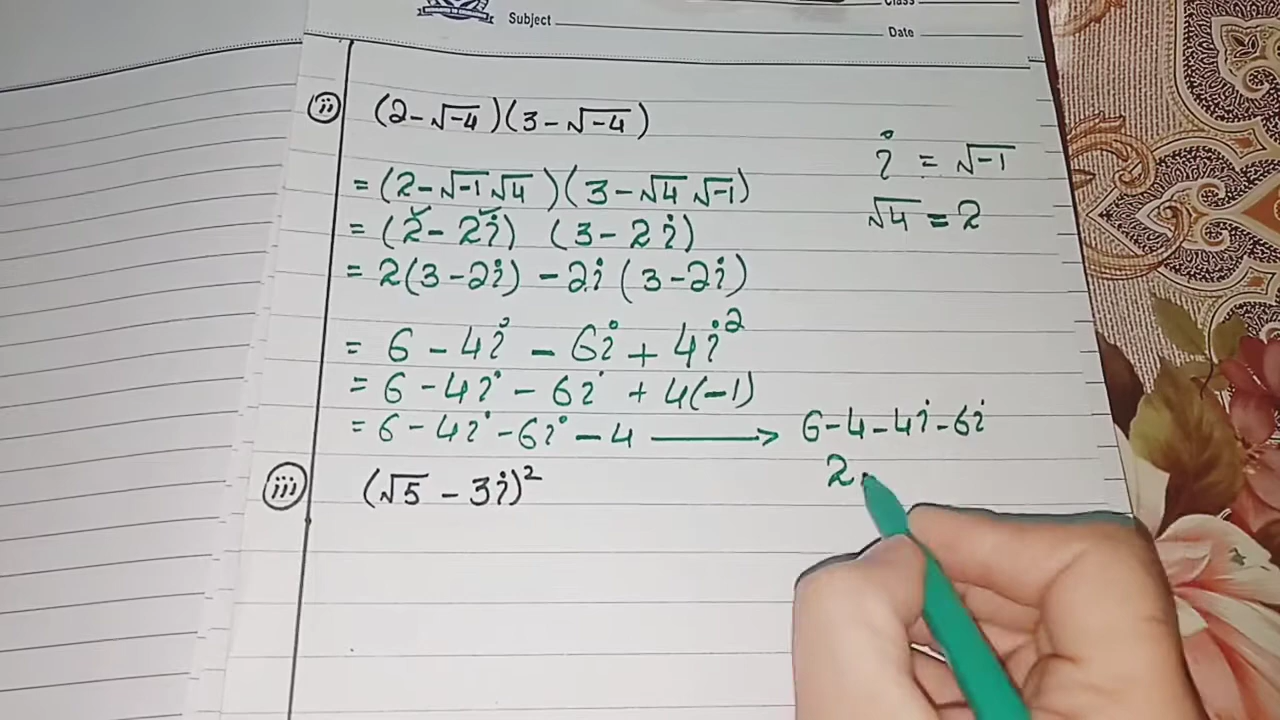 Class
Subject
Date
(ii) (2-√-4)(3-√-4)
i = √-1
= (2-√-1√4)(3-√4√-1)
√4 = 2
= (2-2i) (3-2i)
= 2(3-2i) -2i(3-2i)
= 6 - 4i - 6i + 4i²
= 6 - 4i - 6i + 4(-1)
= 6 - 4i - 6i - 4 ⟶ 6-4-4i-6i
2
(iii) (√5 - 3i)²